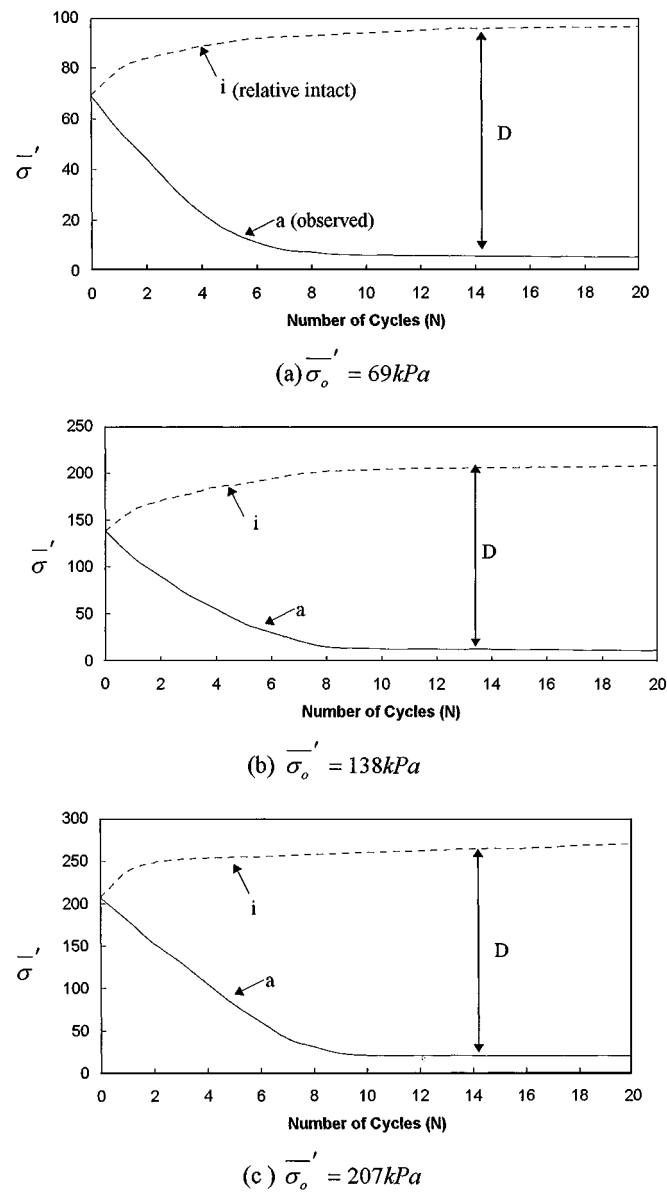 100
80
60
40
20
0
σ̅′
i (relative intact)
a (observed)
D
0 2 4 6 8 10 12 14 16 18 20
Number of Cycles (N)
(a) σₒ̅′ = 69kPa
250
200
150
100
50
0
σ̅′
i
a
D
0 2 4 6 8 10 12 14 16 18 20
Number of Cycles (N)
(b) σₒ̅′ = 138kPa
300
250
200
150
100
50
0
σ̅′
i
a
D
0 2 4 6 8 10 12 14 16 18 20
Number of Cycles (N)
(c ) σₒ̅′ = 207kPa